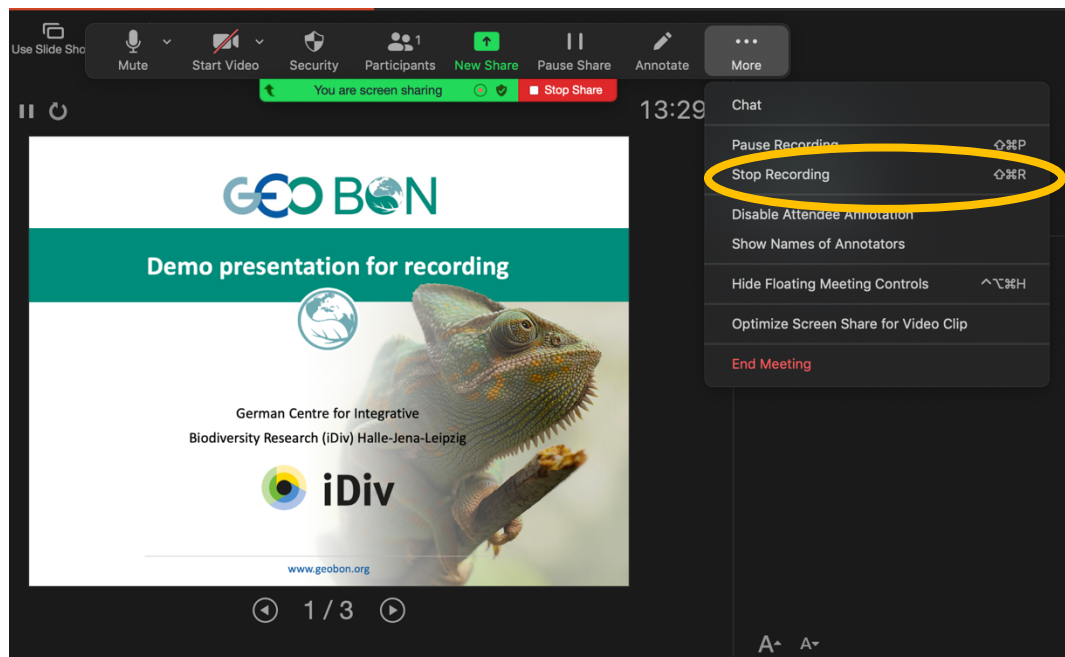 Use Slide Sho
Mute
Start Video
Security
Participants
1
New Share
Pause Share
Annotate
More
You are screen sharing
Stop Share
13:29
Chat
Pause Recording ⇧⌘P
Stop Recording ⇧⌘R
Disable Attendee Annotation
Show Names of Annotators
Hide Floating Meeting Controls ^⌥⌘H
Optimize Screen Share for Video Clip
End Meeting
GEO BON
Demo presentation for recording
German Centre for Integrative
Biodiversity Research (iDiv) Halle-Jena-Leipzig
iDiv
www.geobon.org
1 / 3
A A